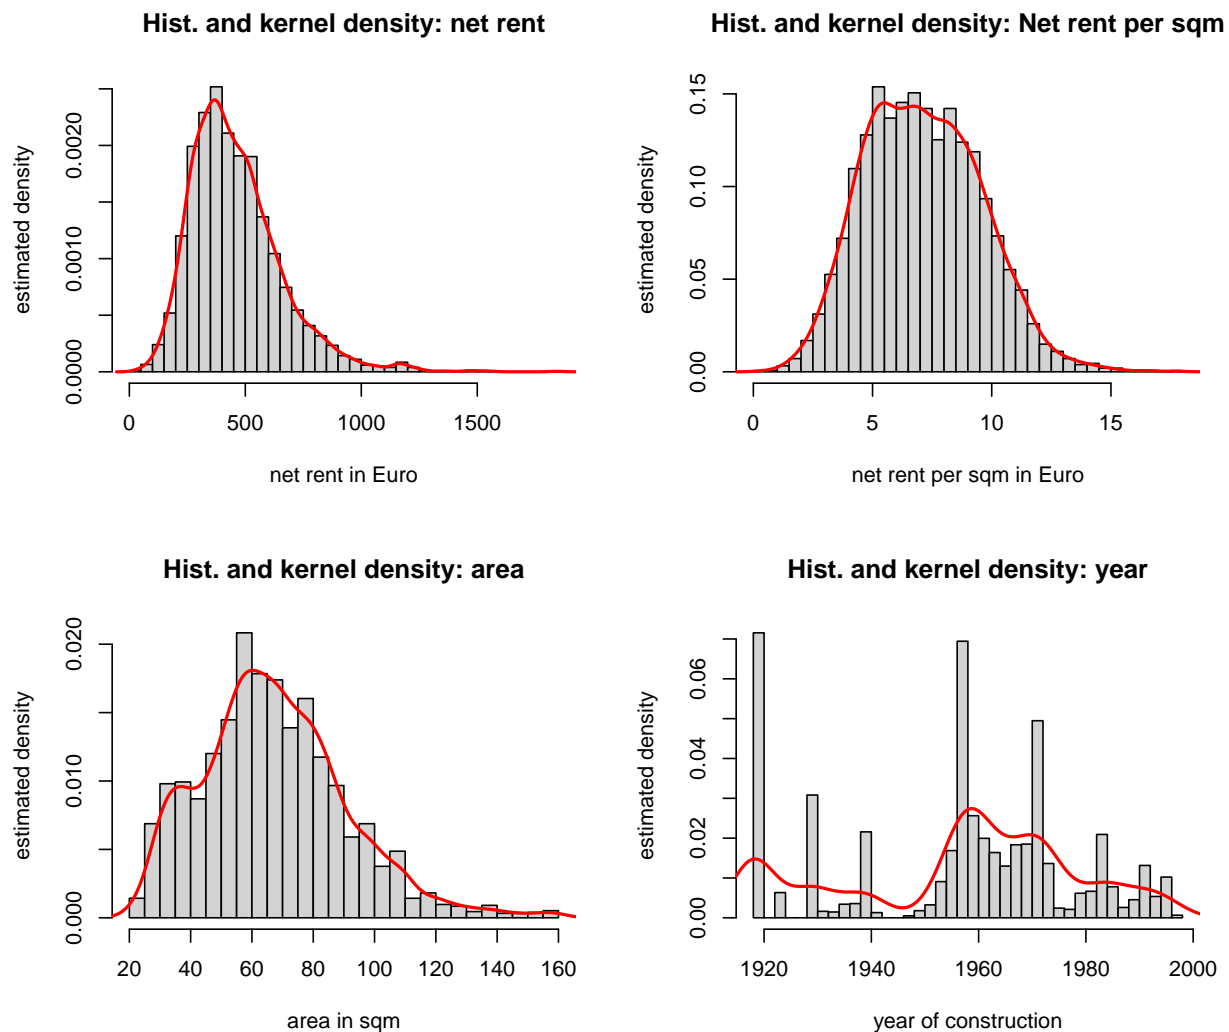 Hist. and kernel density: net rent
estimated density
0.0000
0.0010
0.0020
0
500
1000
1500
net rent in Euro
Hist. and kernel density: Net rent per sqm
estimated density
0.00
0.05
0.10
0.15
0
5
10
15
net rent per sqm in Euro
Hist. and kernel density: area
estimated density
0.000
0.010
0.020
20
40
60
80
100
120
140
160
area in sqm
Hist. and kernel density: year
estimated density
0.00
0.02
0.04
0.06
1920
1940
1960
1980
2000
year of construction